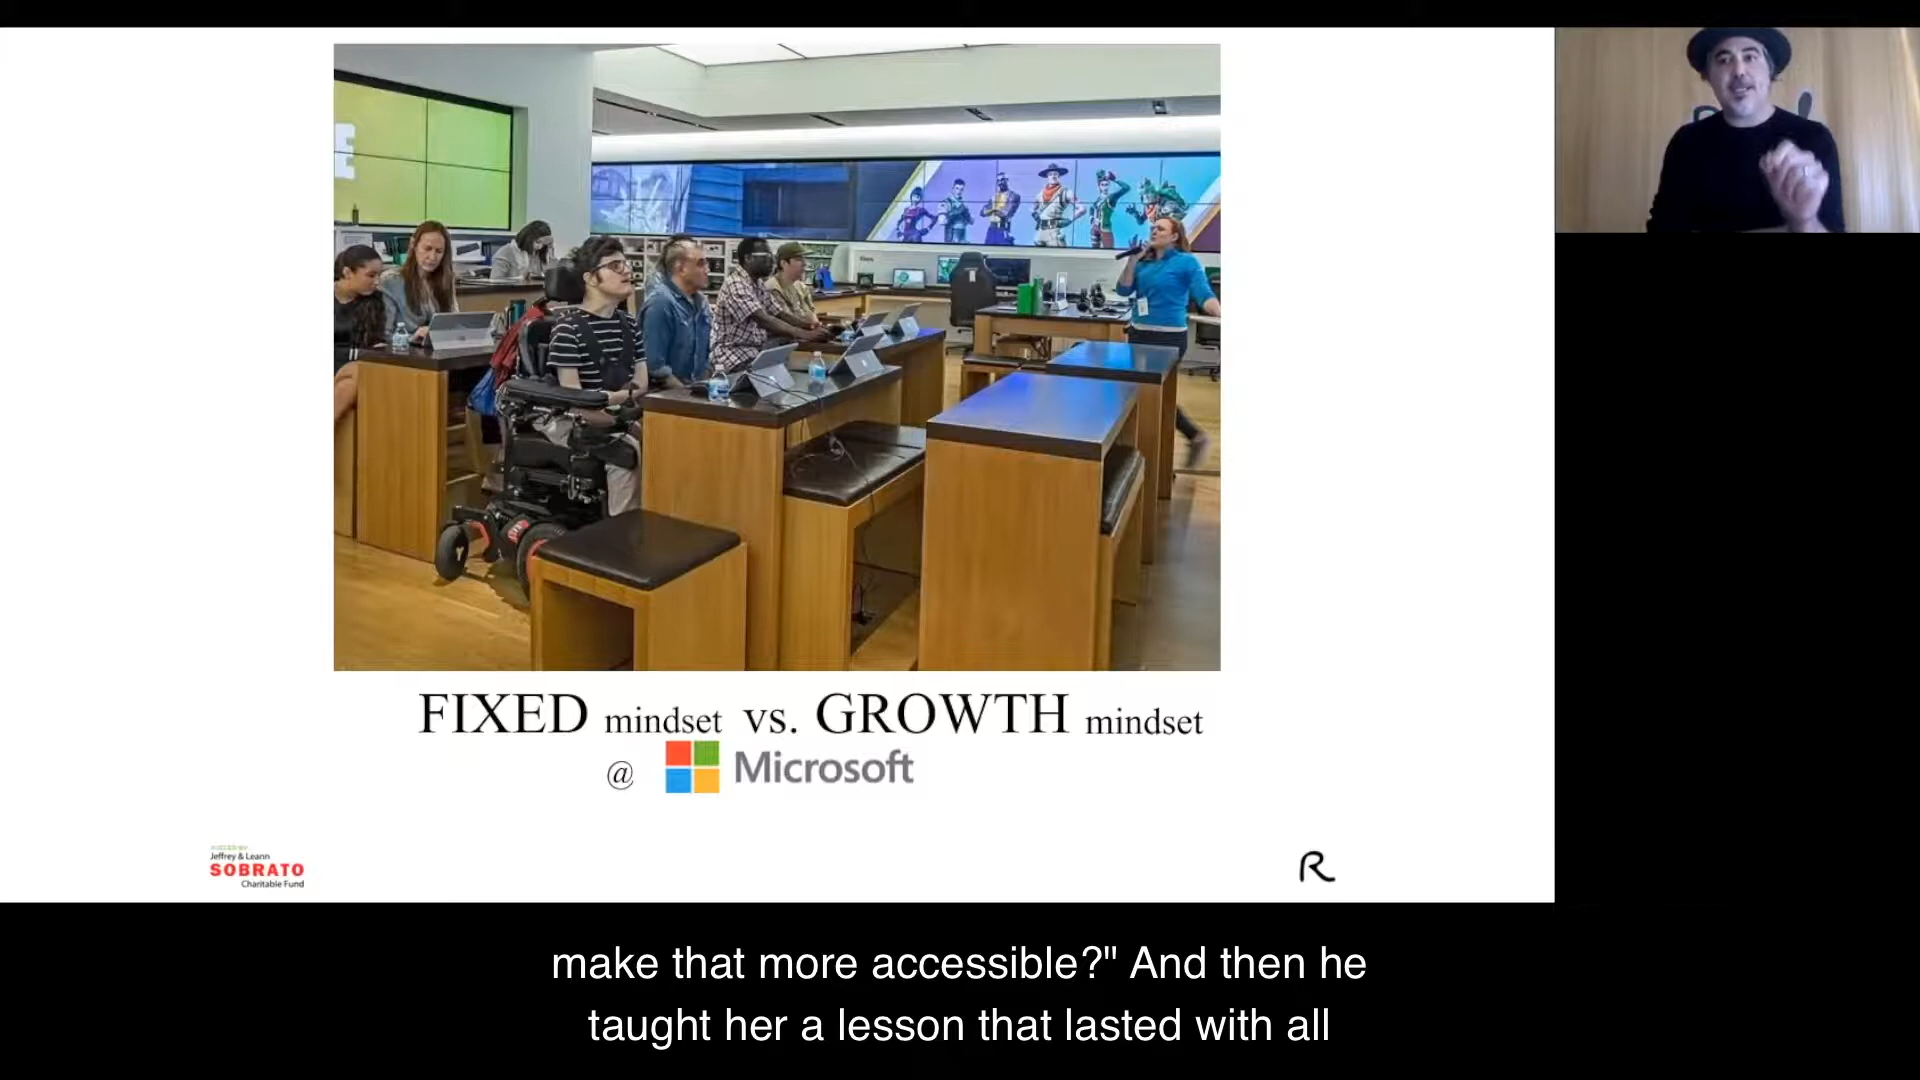 E
FIXED mindset vs. GROWTH mindset
@ Microsoft
Jeffrey & Leann
SOBRATO
Charitable Fund
R
make that more accessible?" And then he
taught her a lesson that lasted with all